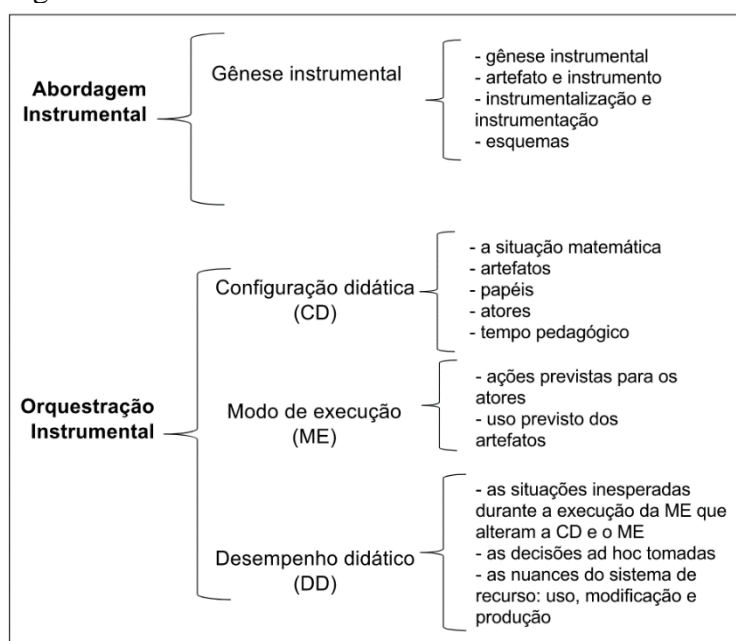 Abordagem
Instrumental
Gênese instrumental
- gênese instrumental
- artefato e instrumento
- instrumentalização e
instrumentação
- esquemas
Orquestração
Instrumental
Configuração didática
(CD)
- a situação matemática
- artefatos
- papéis
- atores
- tempo pedagógico
Modo de execução
(ME)
- ações previstas para os
atores
- uso previsto dos
artefatos
Desempenho didático
(DD)
- as situações inesperadas
durante a execução da ME que
alteram a CD e o ME
- as decisões ad hoc tomadas
- as nuances do sistema de
recurso: uso, modificação e
produção